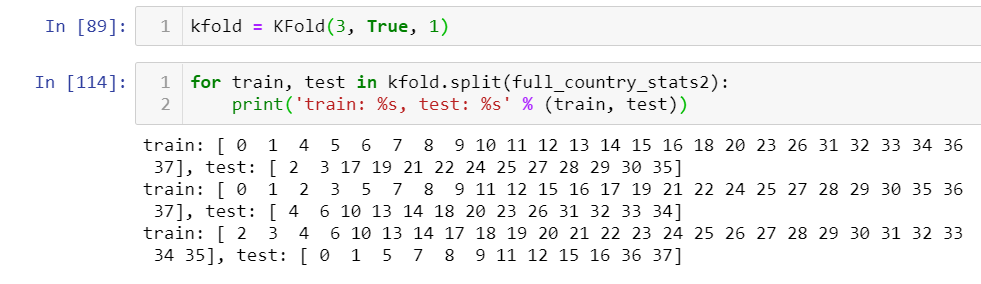 In [89]: 1 kfold = KFold(3, True, 1)
In [114]: 1 for train, test in kfold.split(full_country_stats2):
2 print('train: %s, test: %s' % (train, test))
train: [ 0 1 4 5 6 7 8 9 10 11 12 13 14 15 16 18 20 23 26 31 32 33 34 36
37], test: [ 2 3 17 19 21 22 24 25 27 28 29 30 35]
train: [ 0 1 2 3 5 7 8 9 11 12 15 16 17 19 21 22 24 25 27 28 29 30 35 36
37], test: [ 4 6 10 13 14 18 20 23 26 31 32 33 34]
train: [ 2 3 4 6 10 13 14 17 18 19 20 21 22 23 24 25 26 27 28 29 30 31 32 33
34 35], test: [ 0 1 5 7 8 9 11 12 15 16 36 37]